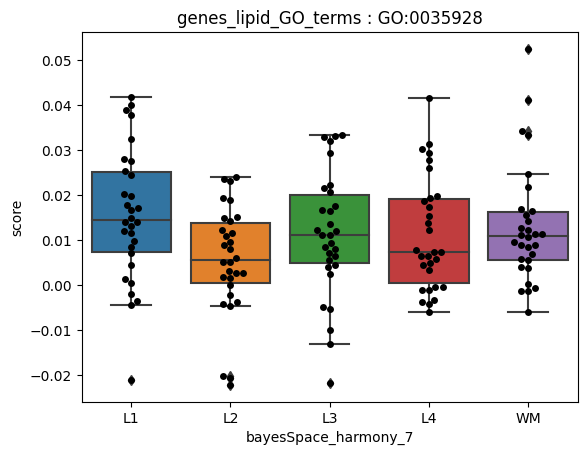 genes_lipid_GO_terms : GO:0035928
score
0.05
0.04
0.03
0.02
0.01
0.00
−0.01
−0.02
L1 L2 L3 L4 WM
bayesSpace_harmony_7